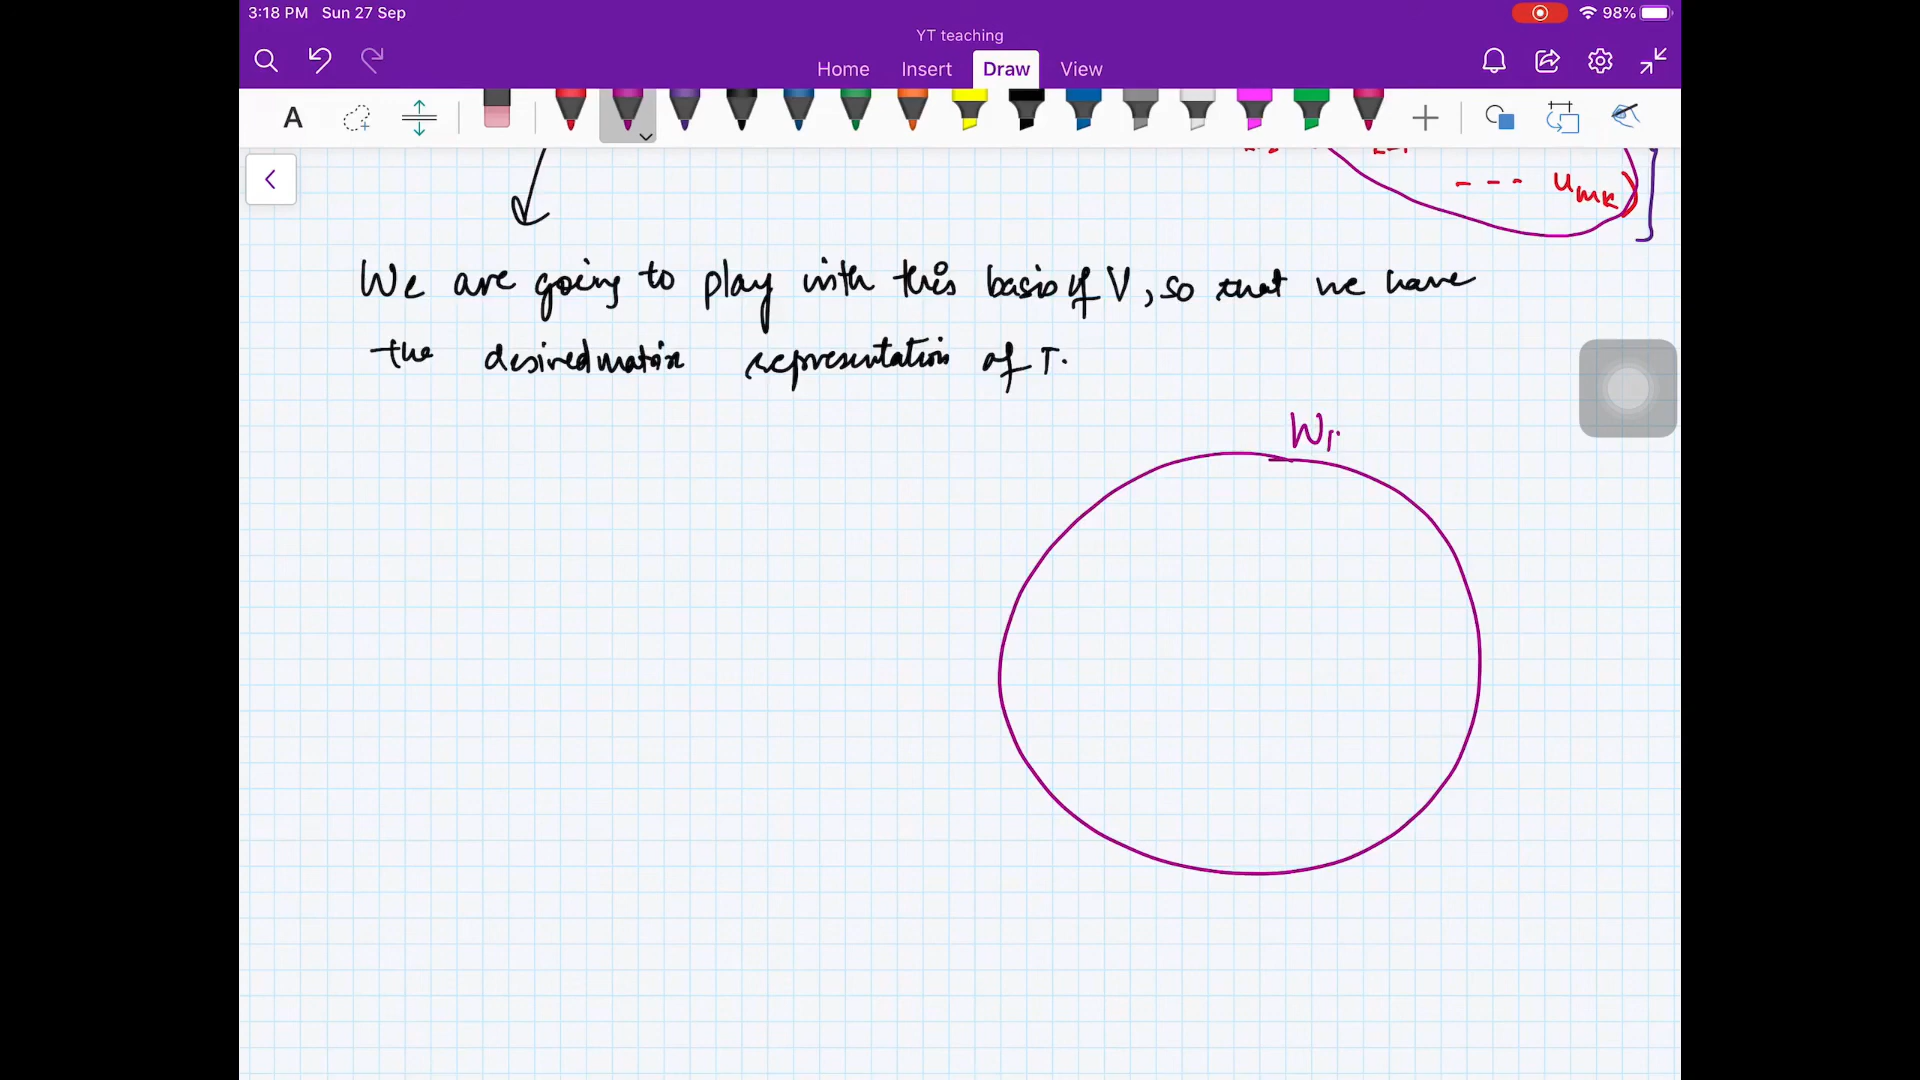 3:18 PM Sun 27 Sep
98%
YT teaching
Home Insert Draw View
A
--- u_mk)
We are going to play with this basis of V, so that we have
the desired matrix representation of T.
W₁